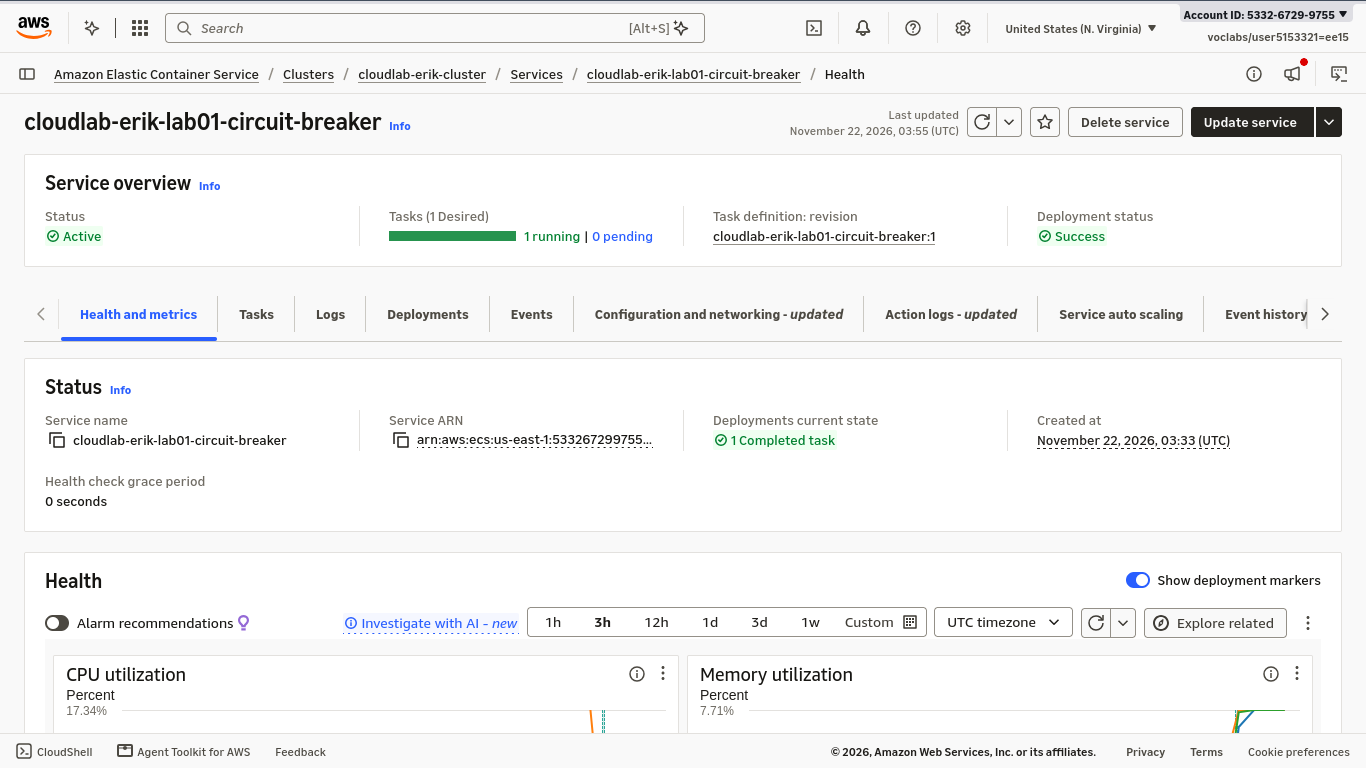 aws
Search [Alt+S]
United States (N. Virginia)
Account ID: 5332-6729-9755
voclabs/user5153321=ee15
Amazon Elastic Container Service / Clusters / cloudlab-erik-cluster / Services / cloudlab-erik-lab01-circuit-breaker / Health
cloudlab-erik-lab01-circuit-breaker Info
Last updated
November 22, 2026, 03:55 (UTC)
Delete service
Update service
Service overview Info
Status
Active
Tasks (1 Desired)
1 running | 0 pending
Task definition: revision
cloudlab-erik-lab01-circuit-breaker:1
Deployment status
Success
Health and metrics
Tasks
Logs
Deployments
Events
Configuration and networking - updated
Action logs - updated
Service auto scaling
Event history
Status Info
Service name
cloudlab-erik-lab01-circuit-breaker
Service ARN
arn:aws:ecs:us-east-1:533267299755...
Deployments current state
1 Completed task
Created at
November 22, 2026, 03:33 (UTC)
Health check grace period
0 seconds
Health
Show deployment markers
Alarm recommendations
Investigate with AI - new
1h 3h 12h 1d 3d 1w Custom
UTC timezone
Explore related
CPU utilization
Percent
17.34%
Memory utilization
Percent
7.71%
CloudShell
Agent Toolkit for AWS
Feedback
© 2026, Amazon Web Services, Inc. or its affiliates.
Privacy
Terms
Cookie preferences